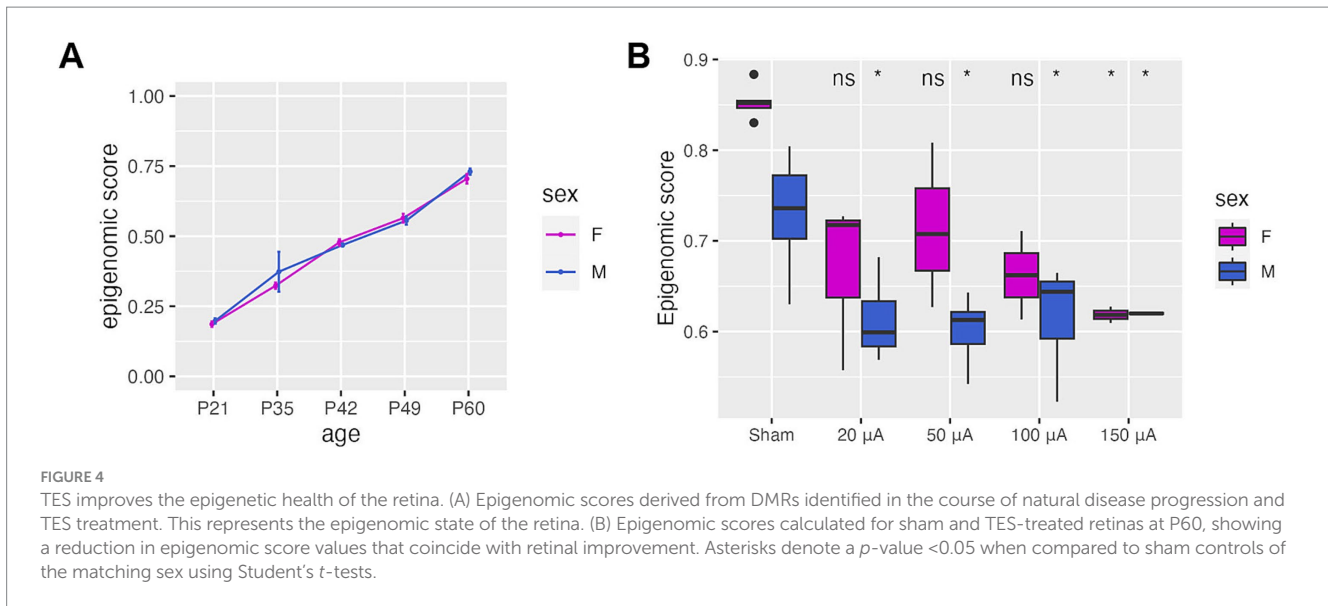 A
1.00
0.75
0.50
0.25
0.00
epigenomic score
P21 P35 P42 P49 P60
age
sex
F
M
B
0.9
0.8
0.7
0.6
Epigenomic score
ns * ns * ns * * *
Sham 20 µA 50 µA 100 µA 150 µA
sex
F
M
FIGURE 4
TES improves the epigenetic health of the retina. (A) Epigenomic scores derived from DMRs identified in the course of natural disease progression and
TES treatment. This represents the epigenomic state of the retina. (B) Epigenomic scores calculated for sham and TES-treated retinas at P60, showing
a reduction in epigenomic score values that coincide with retinal improvement. Asterisks denote a p-value <0.05 when compared to sham controls of
the matching sex using Student’s t-tests.